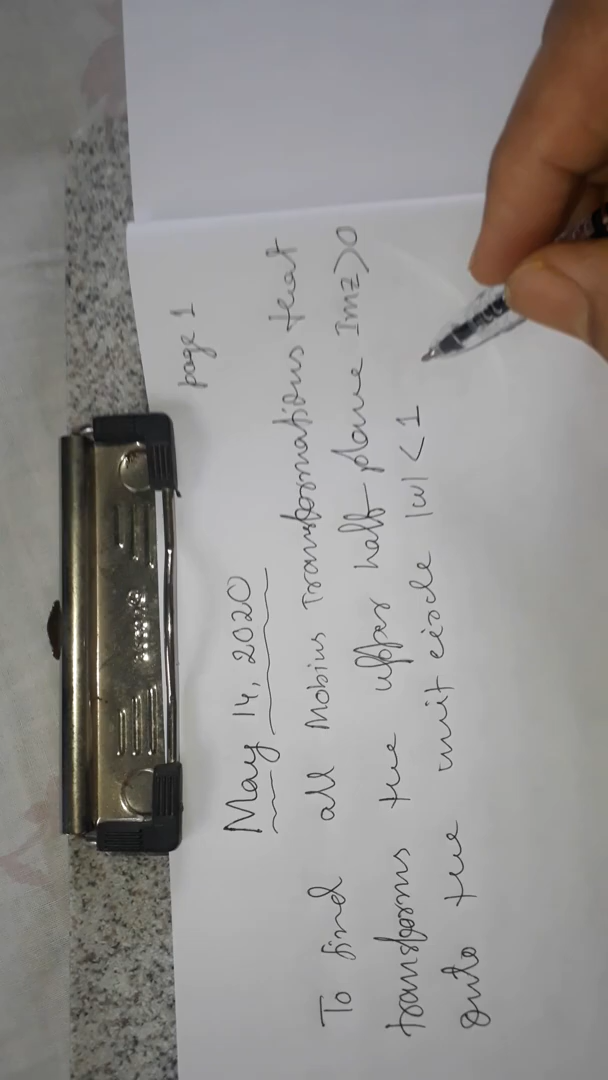 page 1
May 14, 2020
To find all Mobius Transformations that
transforms the upper half plane Imz>0
onto the unit circle |w| < 1